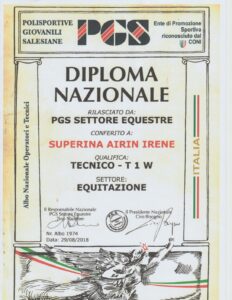 POLISPORTIVE
GIOVANILI
SALESIANE
PGS
Ente di Promozione
Sportiva
riconosciuto dal
CONI
DIPLOMA
NAZIONALE
RILASCIATO DA:
PGS SETTORE EQUESTRE
CONFERITO A:
SUPERINA AIRIN IRENE
QUALIFICA:
TECNICO - T 1 W
SETTORE:
EQUITAZIONE
Il Responsabile Nazionale
PGS Settore Equestre
Il Presidente Nazionale
Ciro Bisogno
Nr. Albo 1974
Data: 29/08/2018
Albo Nazionale Operatori e Tecnici
ITALIA